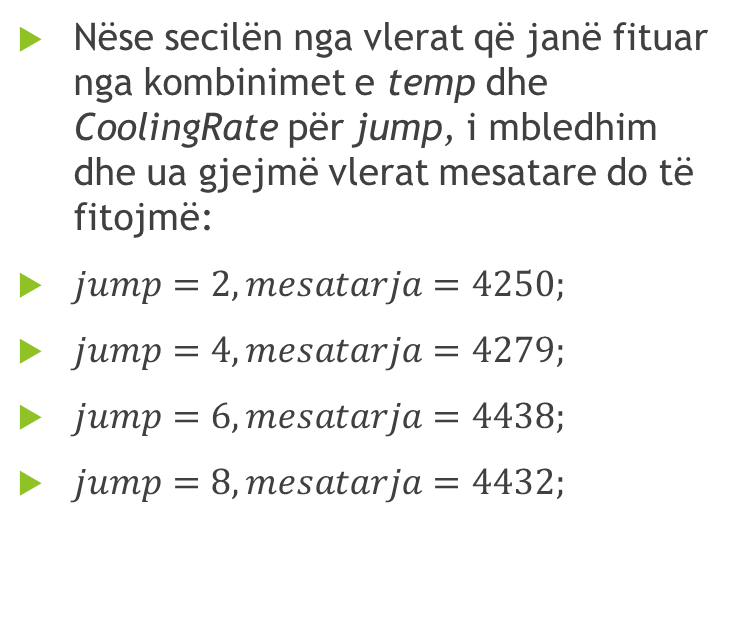 Nëse secilën nga vlerat që janë fituar
nga kombinimet e temp dhe
CoolingRate për jump, i mbledhim
dhe ua gjejmë vlerat mesatare do të
fitojmë:
jump = 2, mesatarja = 4250;
jump = 4, mesatarja = 4279;
jump = 6, mesatarja = 4438;
jump = 8, mesatarja = 4432;